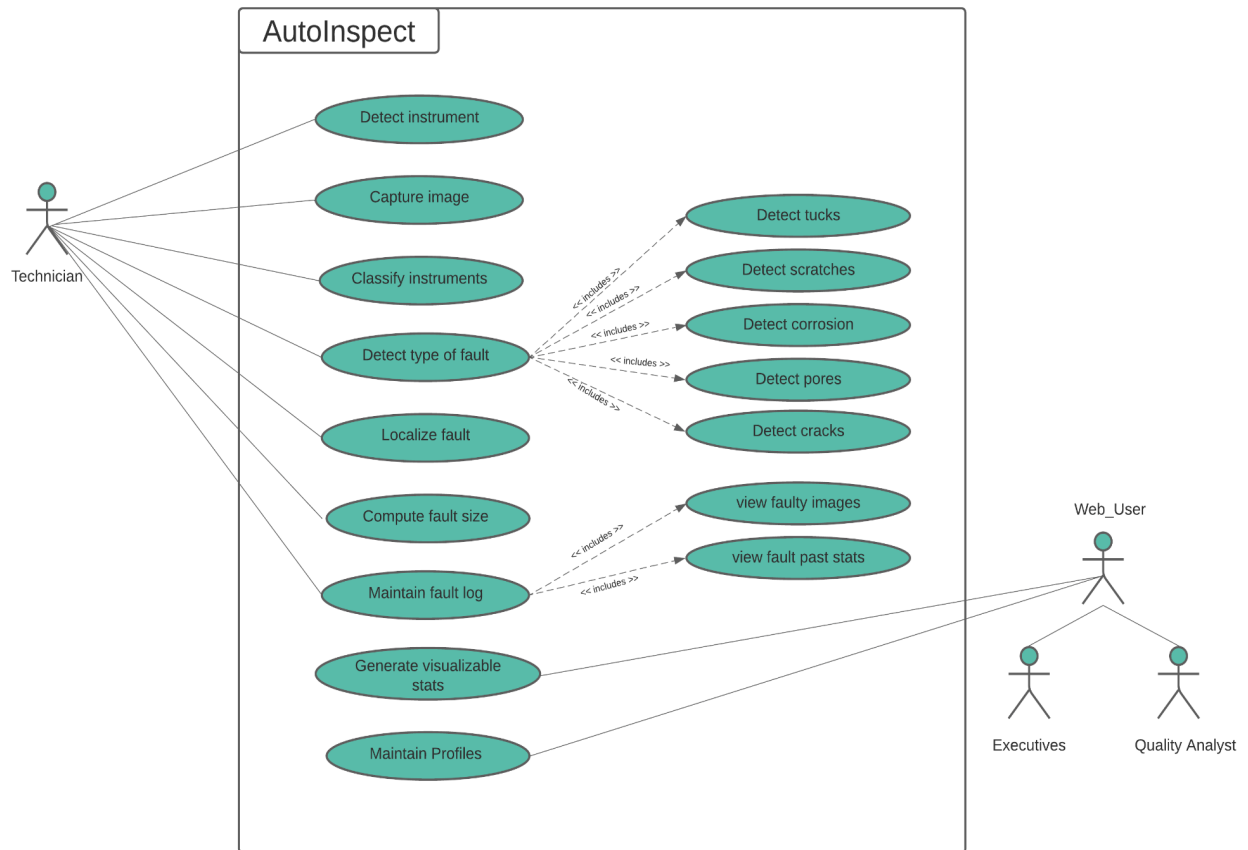 AutoInspect
Detect instrument
Capture image
Technician
Classify instruments
Detect type of fault
Localize fault
Compute fault size
Maintain fault log
Generate visualizable
stats
Maintain Profiles
<< includes >>
<< includes >>
<< includes >>
<< includes >>
<< includes >>
Detect tucks
Detect scratches
Detect corrosion
Detect pores
Detect cracks
<< includes >>
<< includes >>
view faulty images
view fault past stats
Web_User
Executives
Quality Analyst